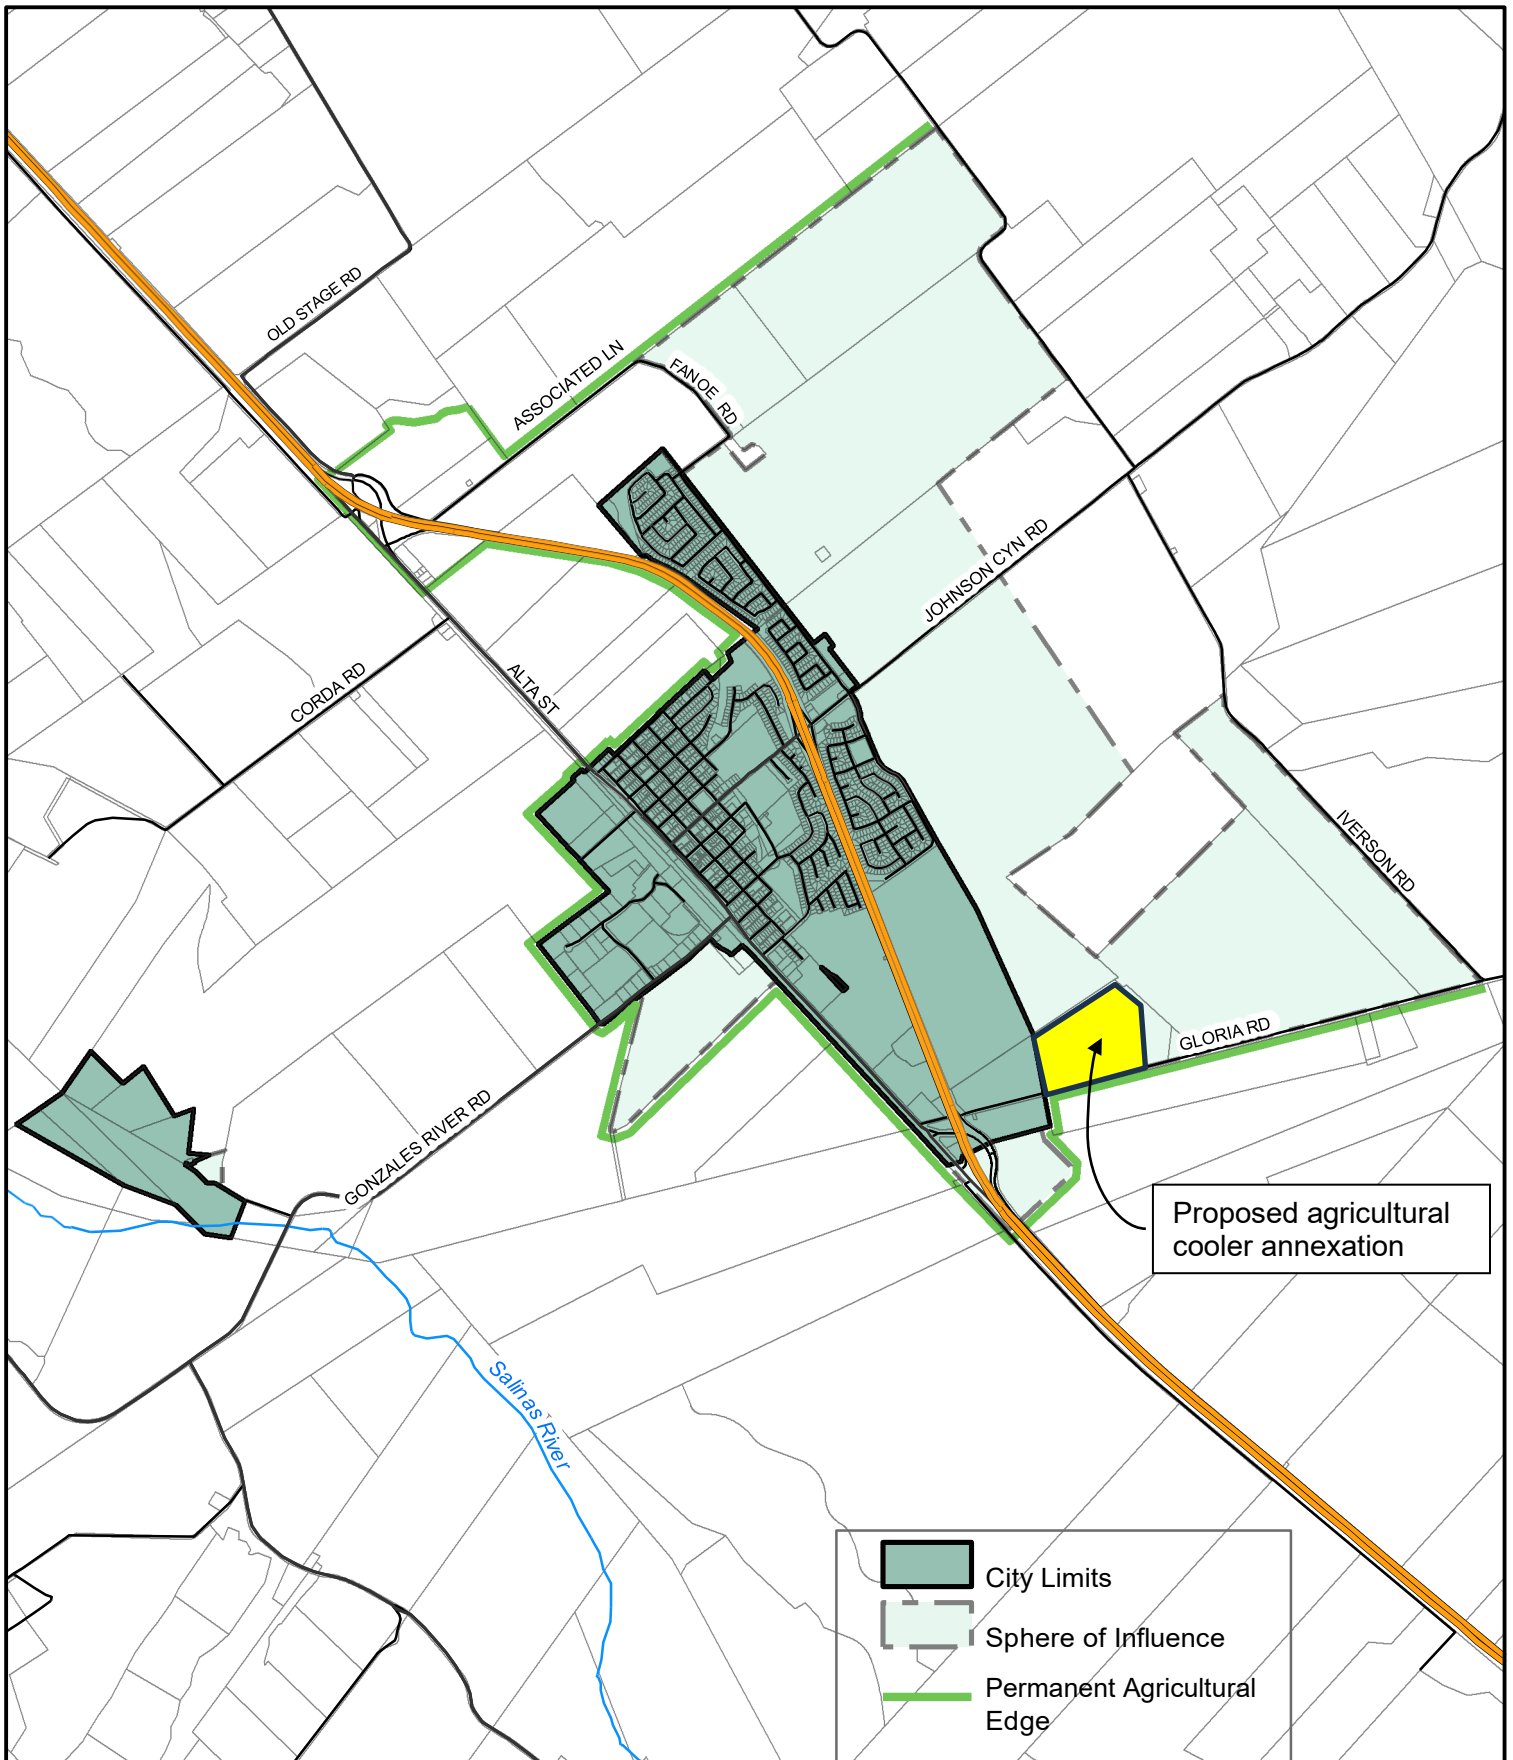 OLD STAGE RD
ASSOCIATED LN
FANOE RD
JOHNSON CYN RD
CORDA RD
ALTA ST
IVERSON RD
GLORIA RD
GONZALES RIVER RD
Proposed agricultural
cooler annexation
Salinas River
City Limits
Sphere of Influence
Permanent Agricultural
Edge